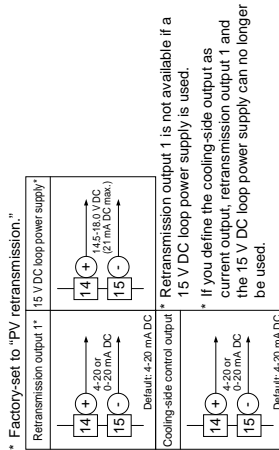 * Factory-set to "PV retransmission."
Retransmission output 1*
14 +
4-20 or
0-20 mA DC
15 -
Default: 4-20 mA DC
15 V DC loop power supply*
14 +
14.5-18.0 V DC
(21 mA DC max.)
15 -
Cooling-side control output
14 +
4-20 or
0-20 mA DC
15 -
Default: 4-20 mA DC
* Retransmission output 1 is not available if a
15 V DC loop power supply is used.
* If you define the cooling-side output as
current output, retransmission output 1 and
the 15 V DC loop power supply can no longer
be used.